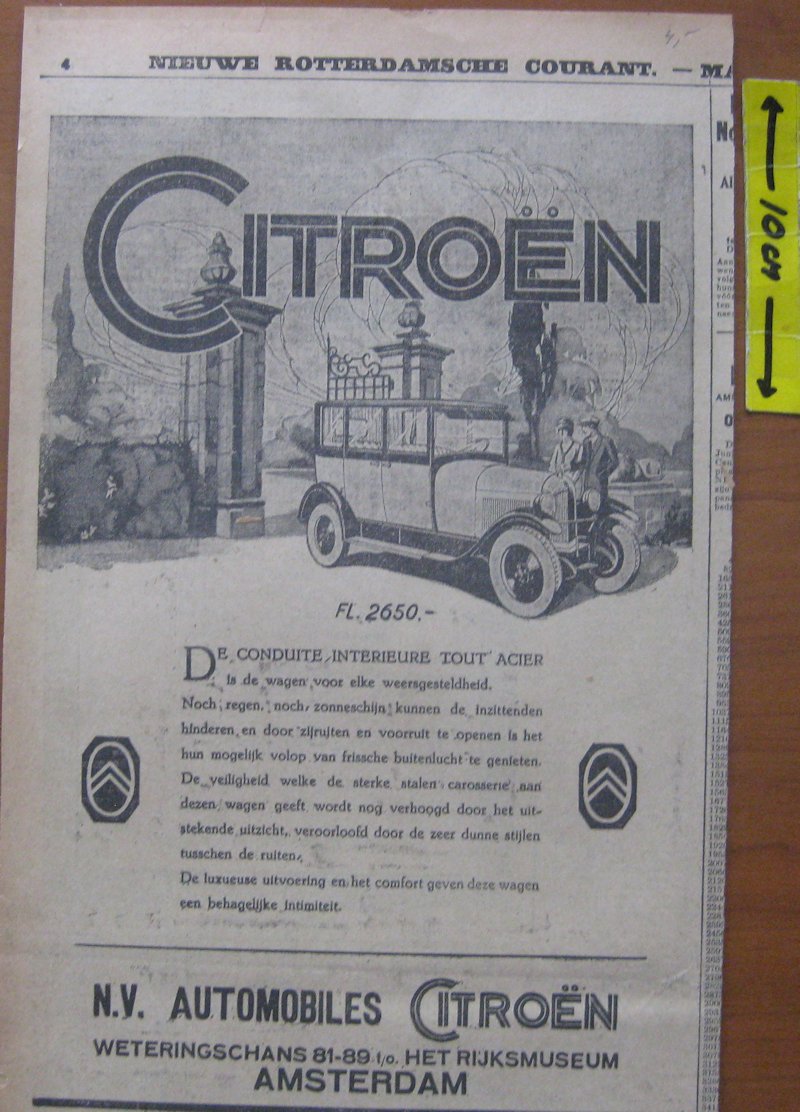 4,-
4 NIEUWE ROTTERDAMSCHE COURANT. — MA
10 CM
CITROËN
FL. 2650.-
DE CONDUITE INTERIEURE TOUT ACIER
is de wagen voor elke weersgesteldheid.
Noch regen, noch zonneschijn kunnen de inzittenden
hinderen en door zijruiten en voorruit te openen is het
hun mogelijk volop van frissche buitenlucht te genieten.
De veiligheid welke de sterke stalen carosserie aan
dezen wagen geeft wordt nog verhoogd door het uit-
stekende uitzicht, veroorloofd door de zeer dunne stijlen
tusschen de ruiten.
De luxueuse uitvoering en het comfort geven deze wagen
een behagelijke intimiteit.
N.V. AUTOMOBILES CITROËN
WETERINGSCHANS 81-89 t/o. HET RIJKSMUSEUM
AMSTERDAM